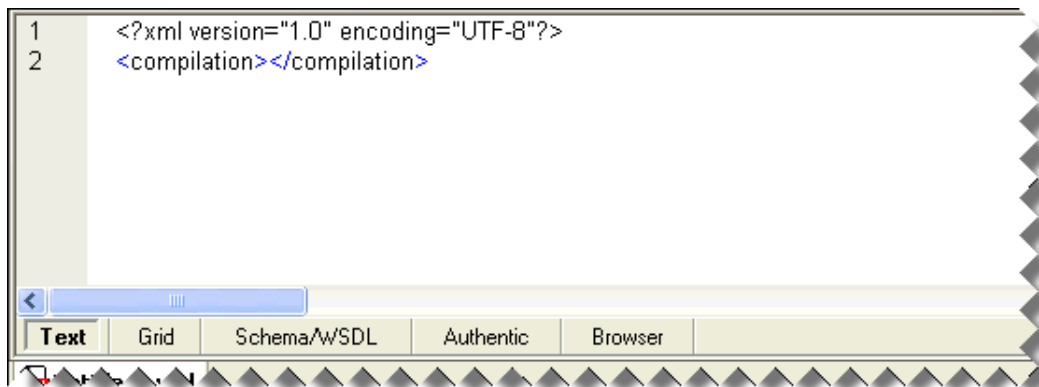 1 <?xml version="1.0" encoding="UTF-8"?>
2 <compilation></compilation>
Text Grid Schema/WSDL Authentic Browser